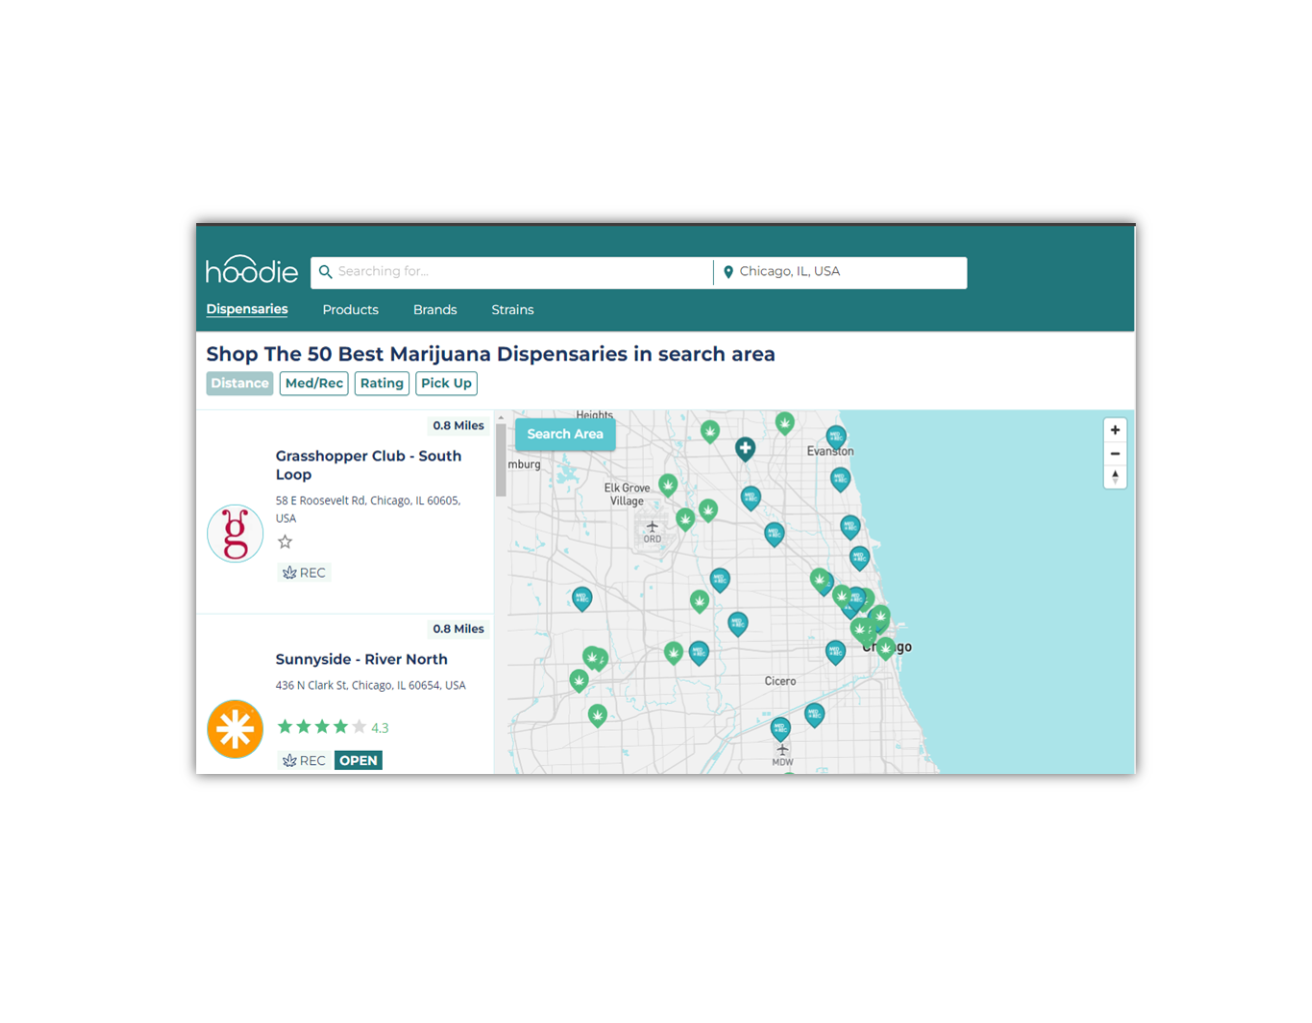 hoodie
Searching for...
Chicago, IL, USA
Dispensaries
Products
Brands
Strains
Shop The 50 Best Marijuana Dispensaries in search area
Distance
Med/Rec
Rating
Pick Up
0.8 Miles
Grasshopper Club - South
Loop
58 E Roosevelt Rd, Chicago, IL 60605,
USA
REC
0.8 Miles
Sunnyside - River North
436 N Clark St, Chicago, IL 60654, USA
4.3
REC
OPEN
Search Area
Heights
mburg
Elk Grove
Village
ORD
Evanston
Chicago
Cicero
MDW